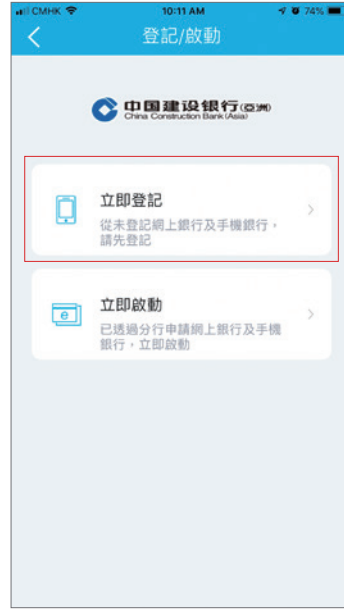 CMHK 10:11 AM 74%
登記/啟動
中国建设银行(亞洲)
China Construction Bank (Asia)
立即登記
從未登記網上銀行及手機銀行，
請先登記
e
立即啟動
已透過分行申請網上銀行及手機
銀行，立即啟動